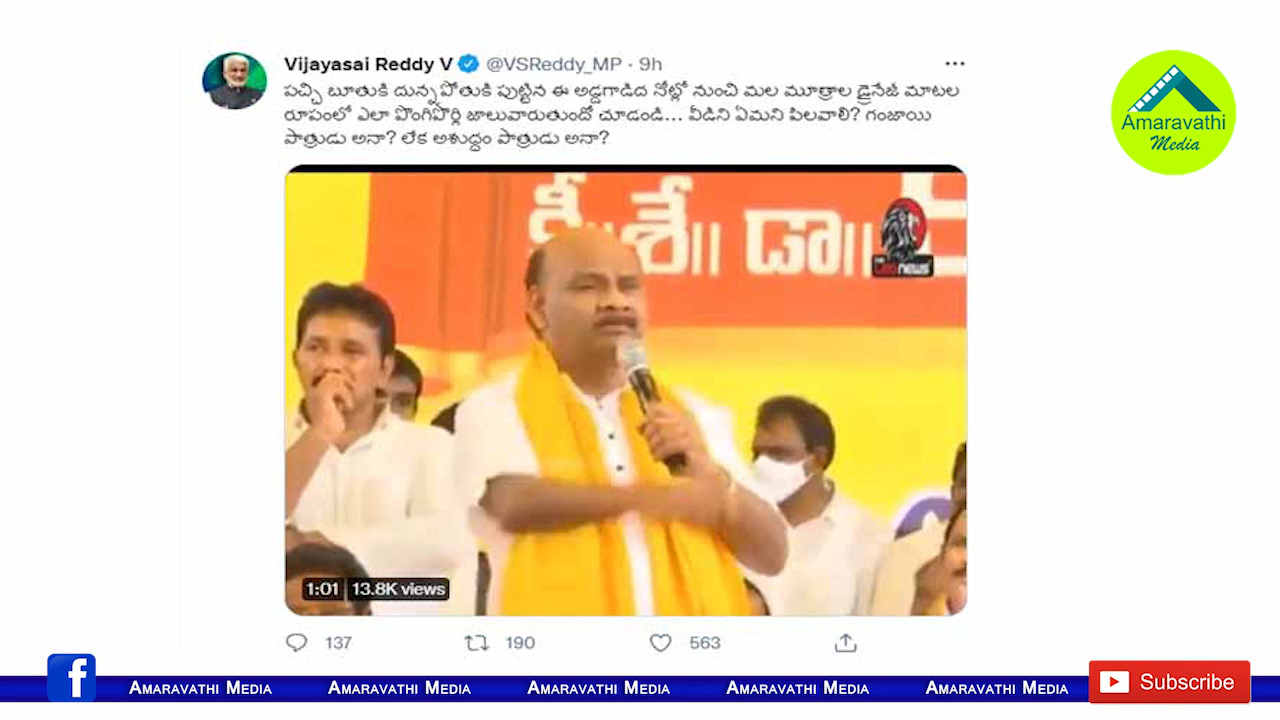 Vijayasai Reddy V @VSReddy_MP · 9h
పచ్చి బూతుకి దున్నపోతుకి పుట్టిన ఈ అడ్డగాడిద నోట్లో నుంచి మల మూత్రాల డ్రైనేజీ మాటల
రూపంలో ఎలా పొంగిపొర్లి జాలువారుతుందో చూడండి... వీడిని ఏమని పిలవాలి? గంజాయి
పాత్రుడు అనా? లేక అశుద్ధం పాత్రుడు అనా?
Amaravathi
Media
శే॥ డా॥
NEWS
1:01 13.8K views
137 190 563
f AMARAVATHI MEDIA AMARAVATHI MEDIA AMARAVATHI MEDIA AMARAVATHI MEDIA AMARAVATHI MEDIA
Subscribe